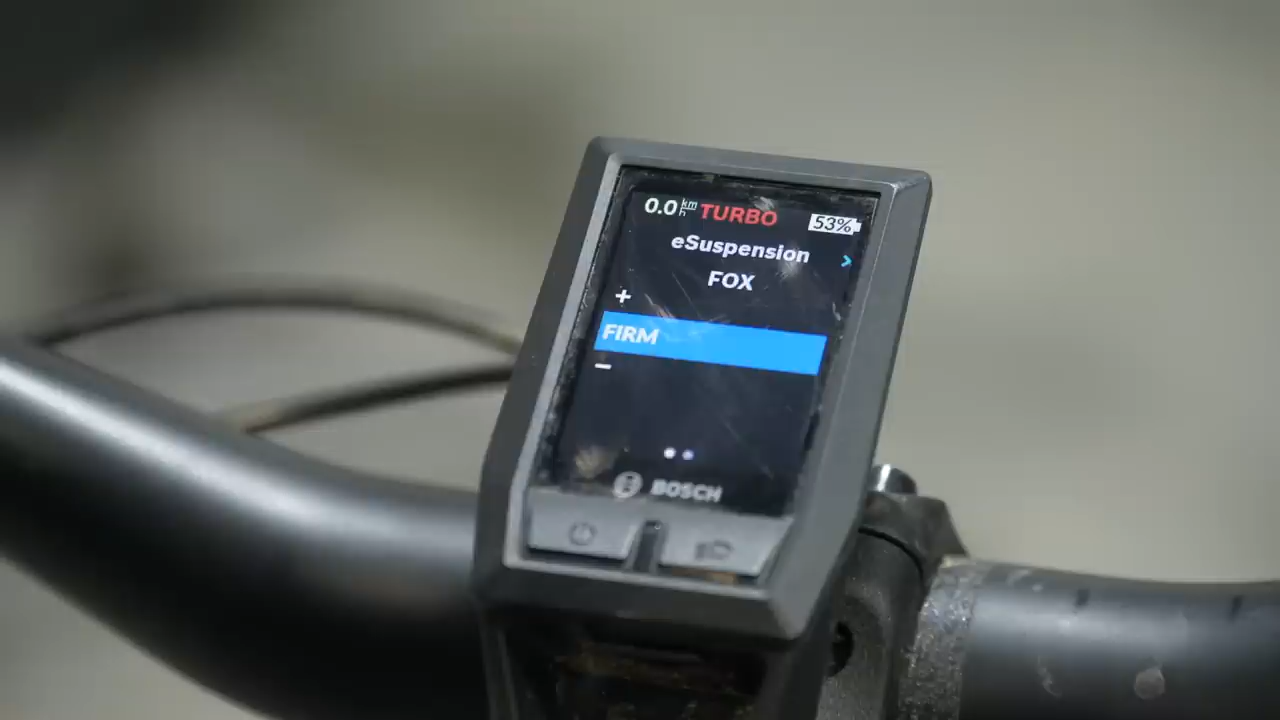 0.0 km/h TURBO 53%
eSuspension >
FOX
+
FIRM
−
BOSCH